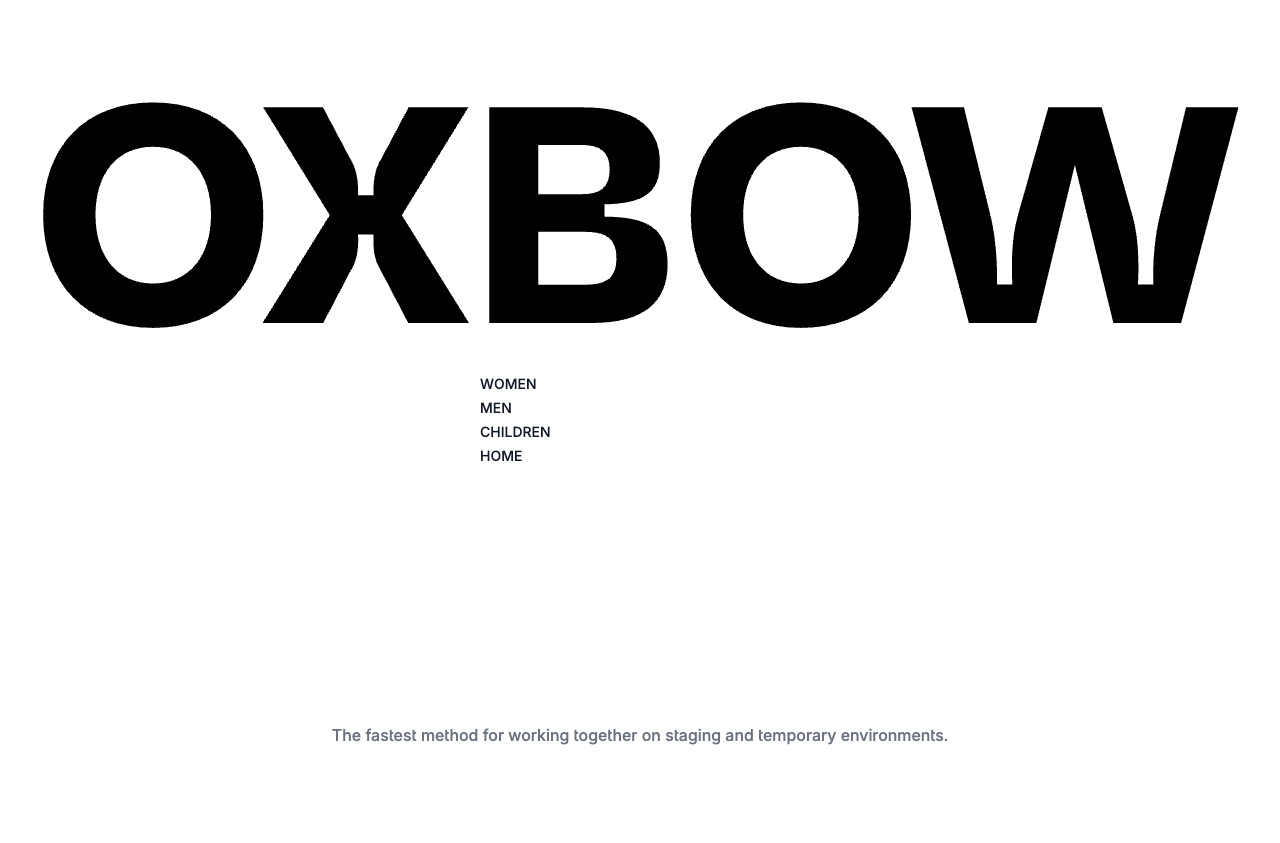 OXBOW
WOMEN
MEN
CHILDREN
HOME
The fastest method for working together on staging and temporary environments.